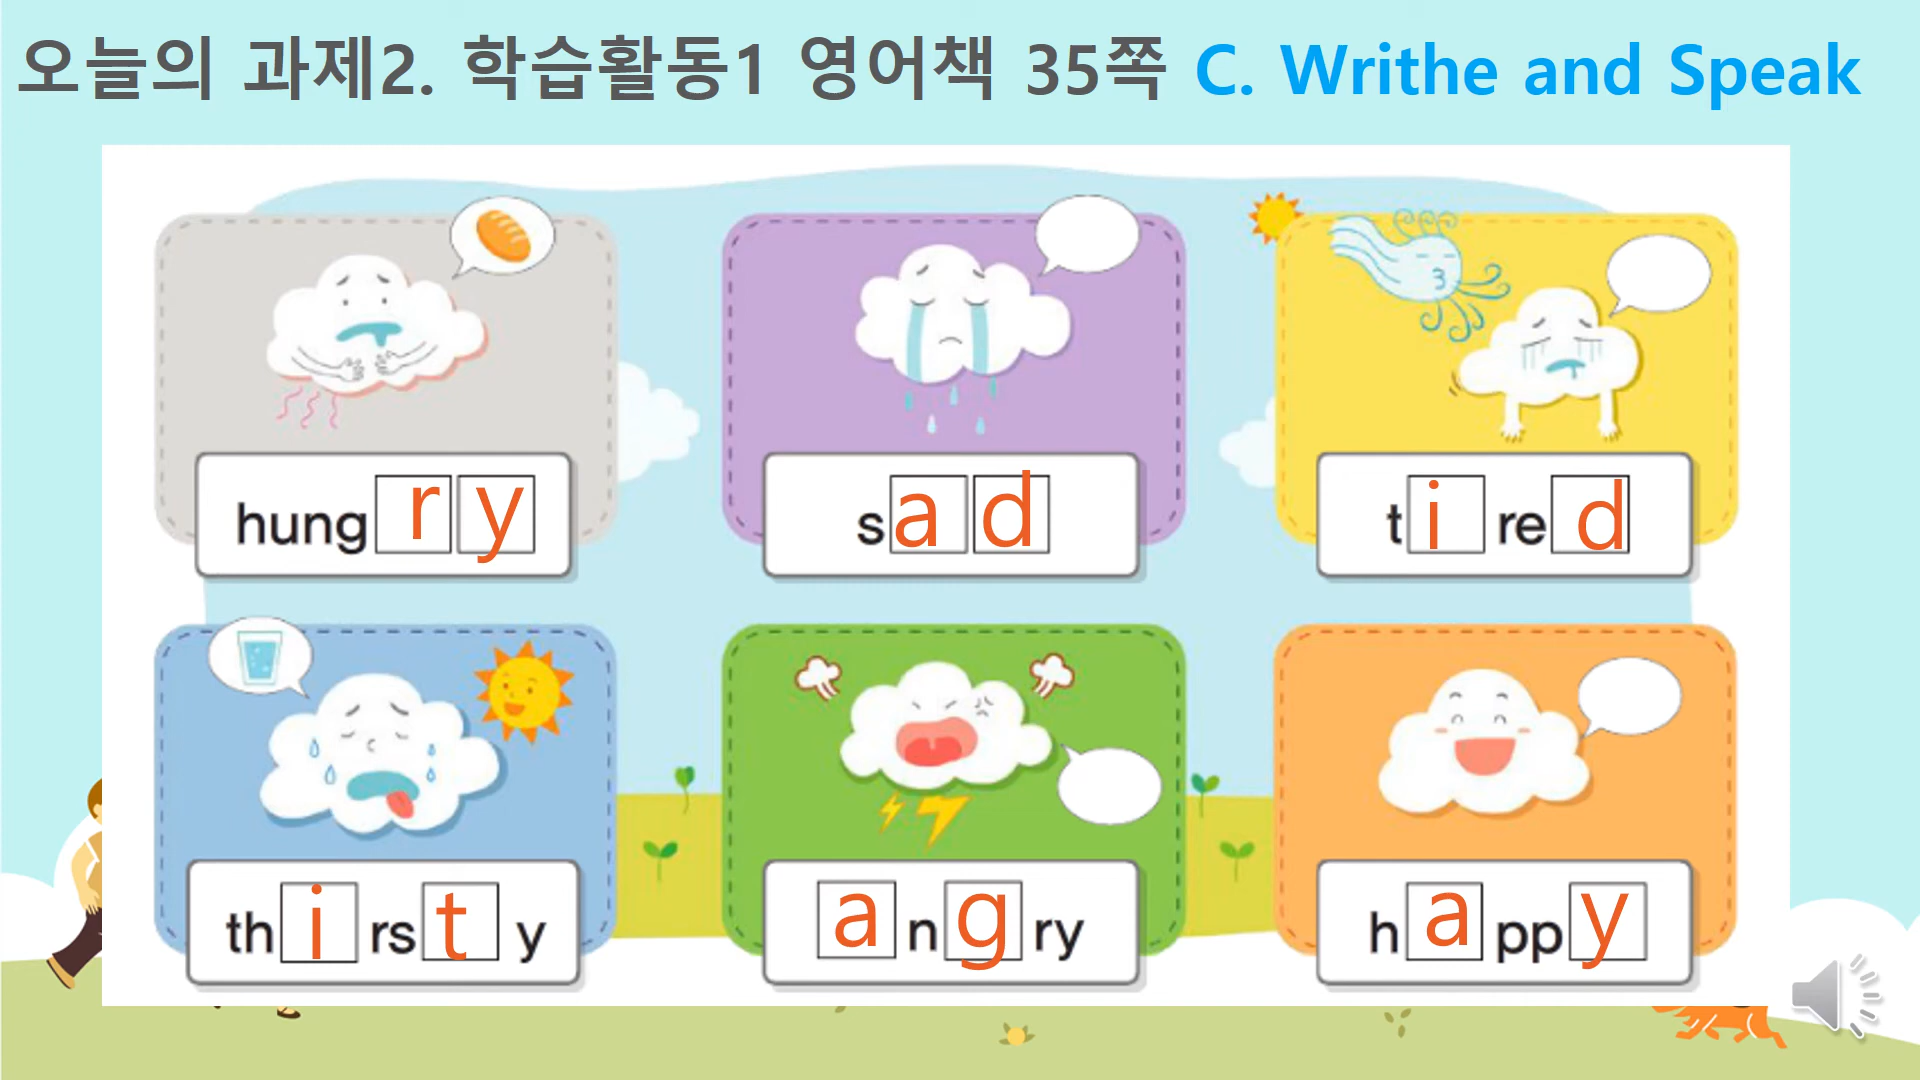 오늘의 과제2. 학습활동1 영어책 35쪽 C. Writhe and Speak
hungry
sad
tired
thirsty
angry
happy